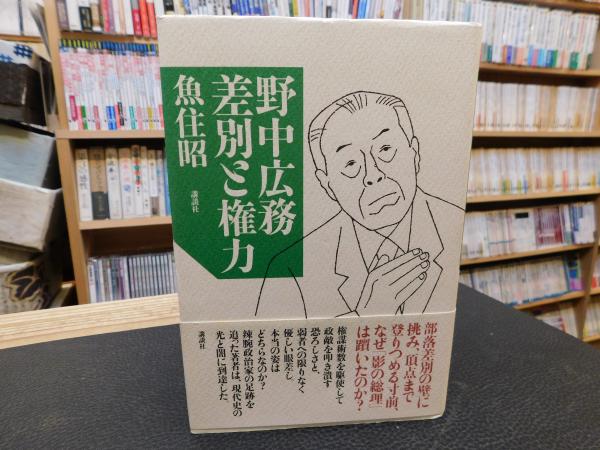 野中広務
差別と権力
魚住昭
講談社
部落差別の壁に
挑み、頂点まで
登りつめる寸前、
なぜ「影の総理」
は躓いたのか?
権謀術数を駆使して
政敵を叩き潰す
恐ろしさと、
弱者への限りなく
優しい眼差し。
本当の姿は
どちらなのか?
辣腕政治家の足跡を
追った著者は、現代史の
光と闇に到達した。
講談社